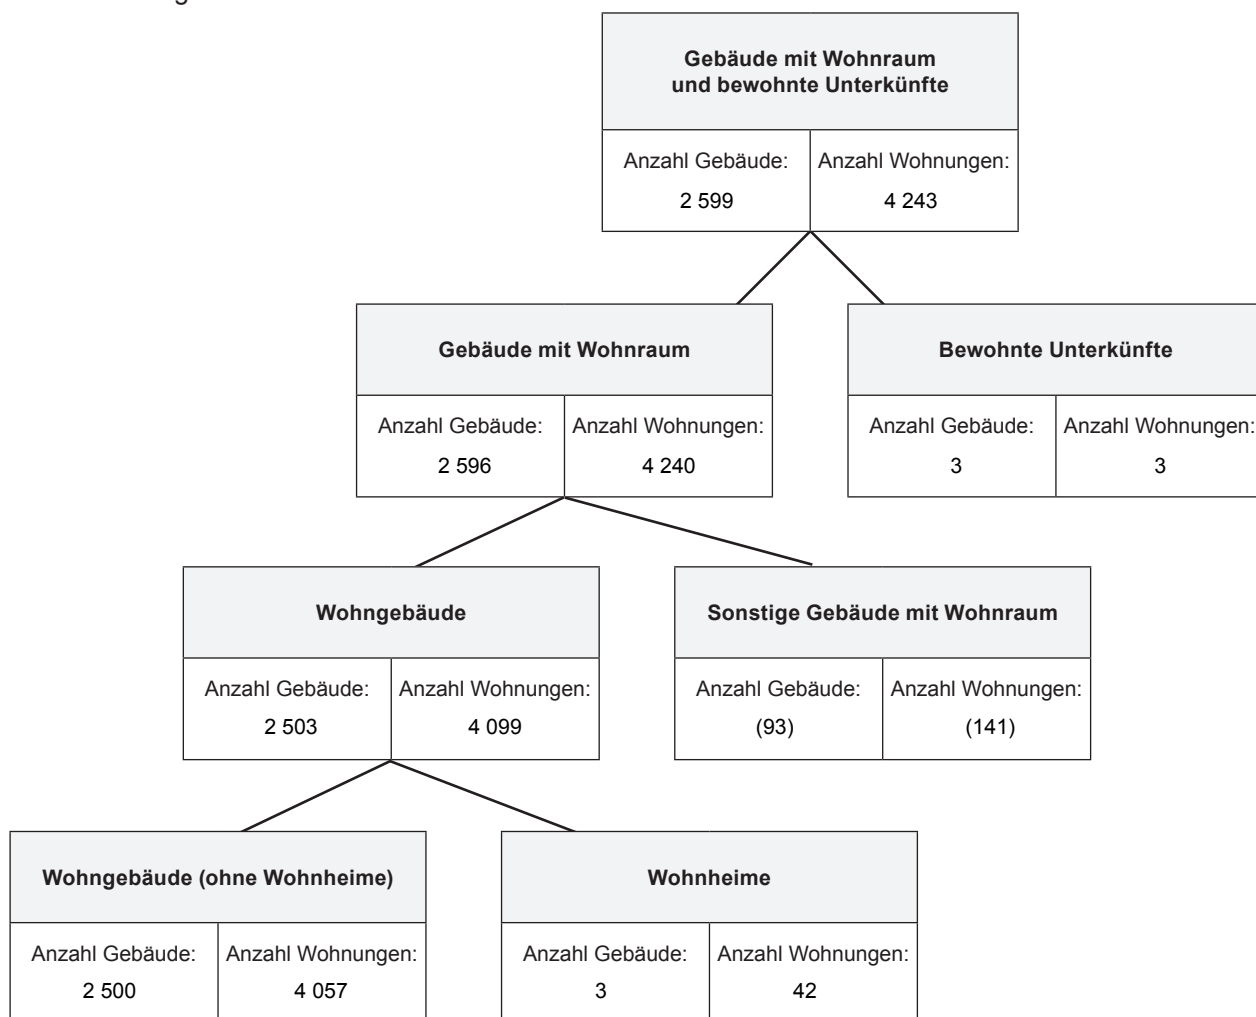 Gebäude mit Wohnraum
und bewohnte Unterkünfte
Anzahl Gebäude: Anzahl Wohnungen:
2 599 4 243
Gebäude mit Wohnraum
Anzahl Gebäude: Anzahl Wohnungen:
2 596 4 240
Bewohnte Unterkünfte
Anzahl Gebäude: Anzahl Wohnungen:
3 3
Wohngebäude
Anzahl Gebäude: Anzahl Wohnungen:
2 503 4 099
Sonstige Gebäude mit Wohnraum
Anzahl Gebäude: Anzahl Wohnungen:
(93) (141)
Wohngebäude (ohne Wohnheime)
Anzahl Gebäude: Anzahl Wohnungen:
2 500 4 057
Wohnheime
Anzahl Gebäude: Anzahl Wohnungen:
3 42